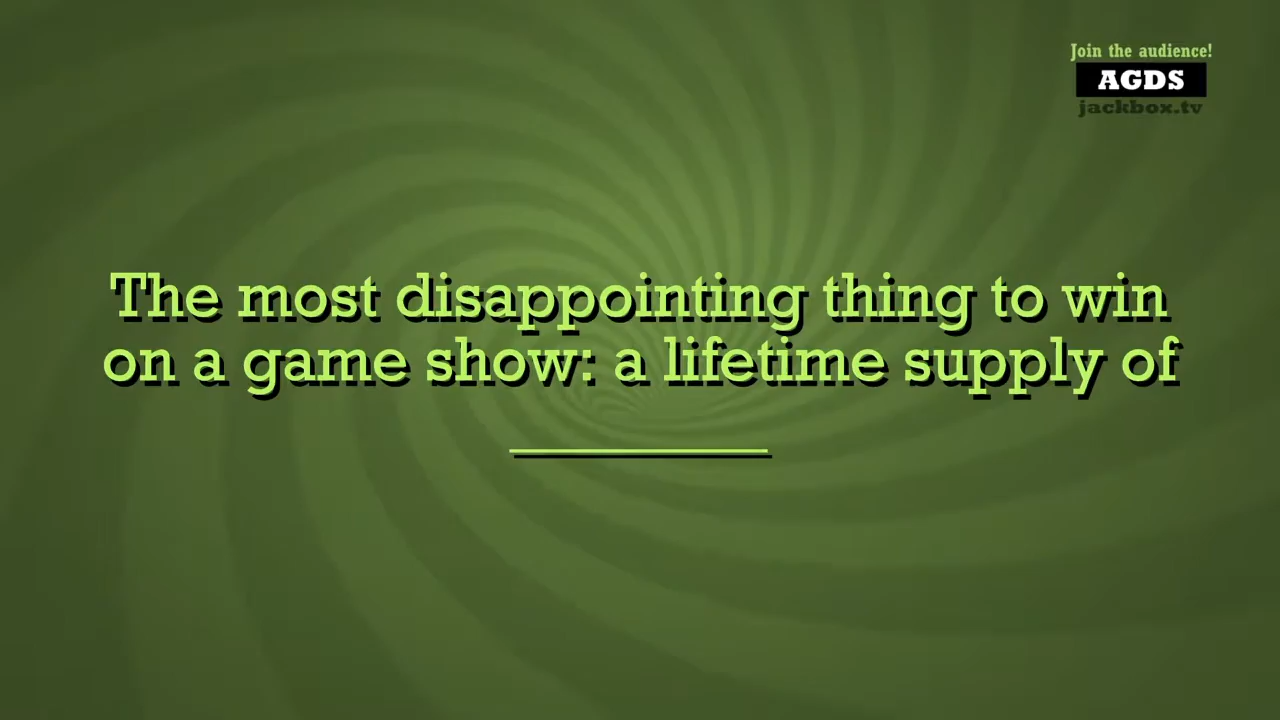 Join the audience!
AGDS
jackbox.tv
The most disappointing thing to win
on a game show: a lifetime supply of